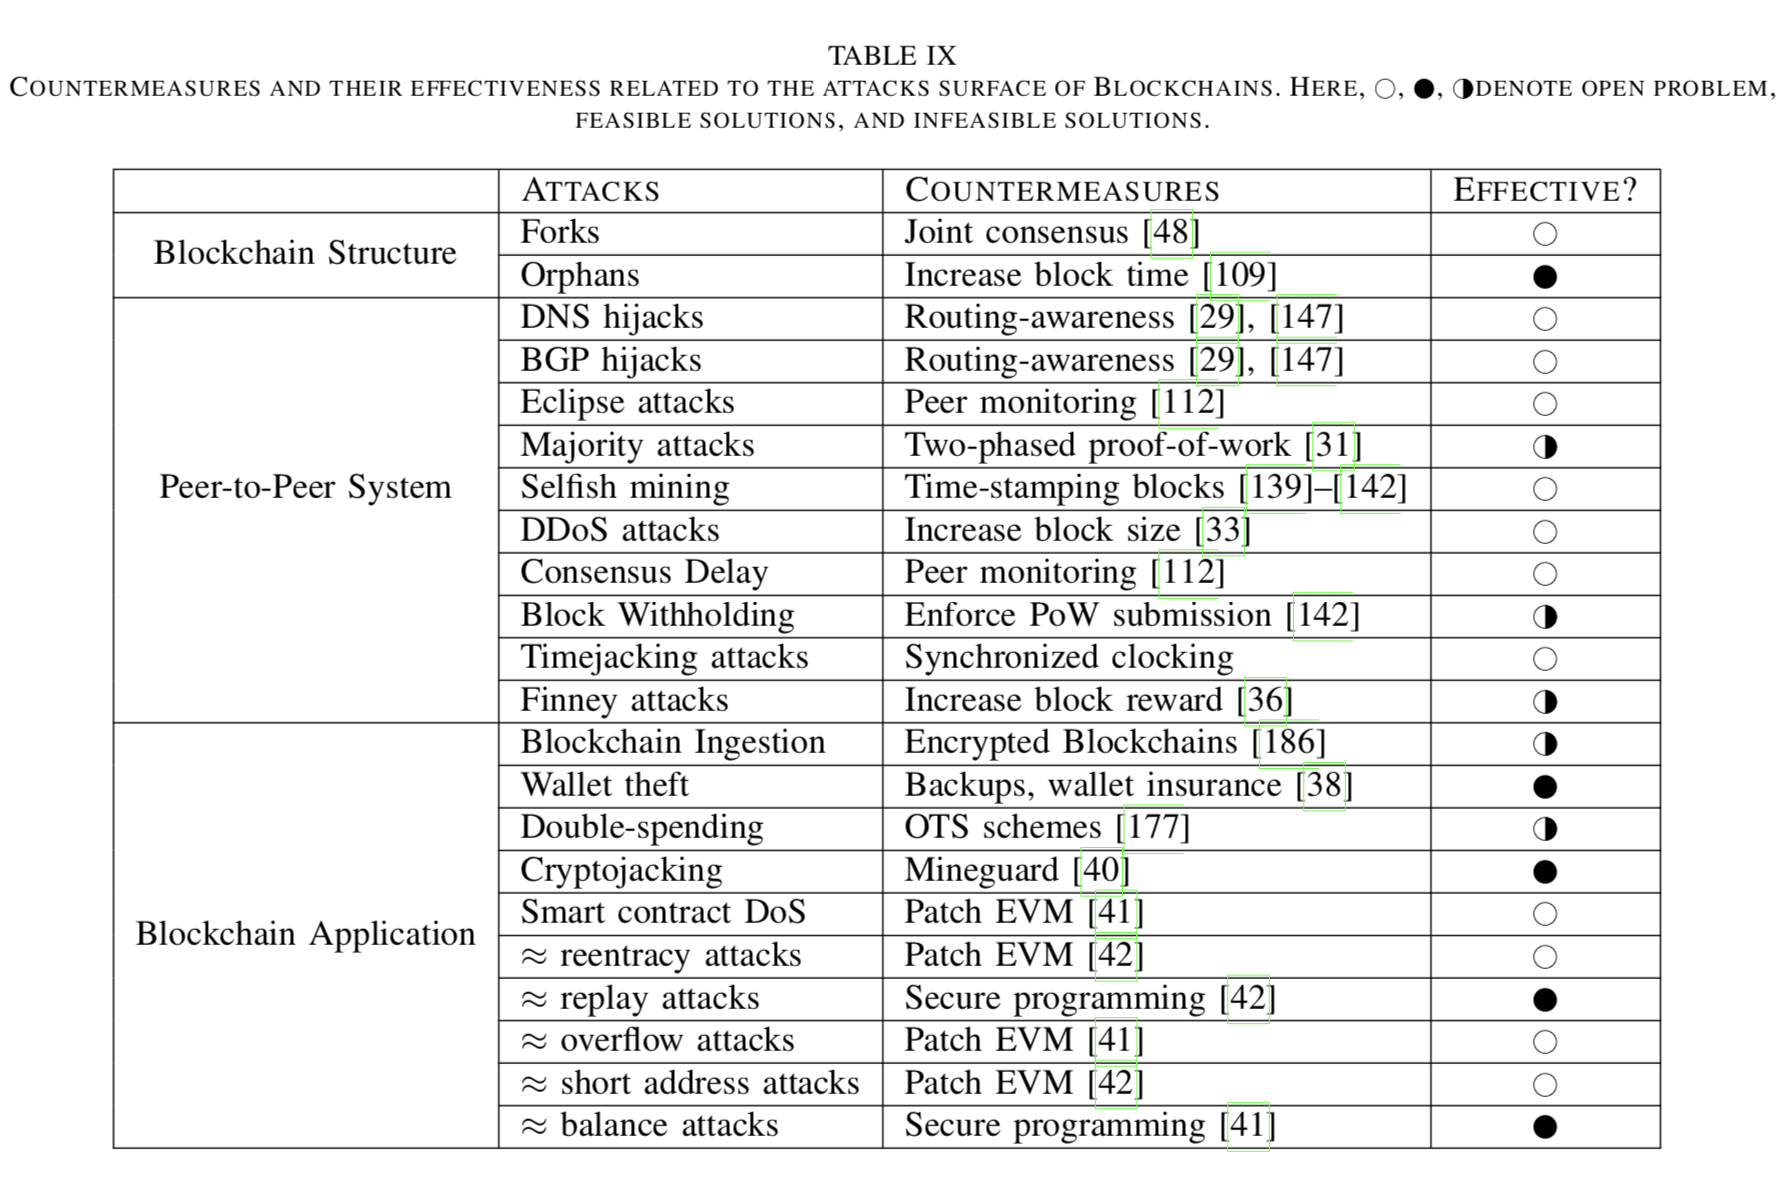 TABLE IX
COUNTERMEASURES AND THEIR EFFECTIVENESS RELATED TO THE ATTACKS SURFACE OF BLOCKCHAINS. HERE, ○, ●, ◑DENOTE OPEN PROBLEM,
FEASIBLE SOLUTIONS, AND INFEASIBLE SOLUTIONS.
ATTACKS COUNTERMEASURES EFFECTIVE?
Blockchain Structure
Forks Joint consensus [48] ○
Orphans Increase block time [109] ●
Peer-to-Peer System
DNS hijacks Routing-awareness [29], [147] ○
BGP hijacks Routing-awareness [29], [147] ○
Eclipse attacks Peer monitoring [112] ○
Majority attacks Two-phased proof-of-work [31] ◑
Selfish mining Time-stamping blocks [139]–[142] ○
DDoS attacks Increase block size [33] ○
Consensus Delay Peer monitoring [112] ○
Block Withholding Enforce PoW submission [142] ◑
Timejacking attacks Synchronized clocking ○
Finney attacks Increase block reward [36] ◑
Blockchain Application
Blockchain Ingestion Encrypted Blockchains [186] ◑
Wallet theft Backups, wallet insurance [38] ●
Double-spending OTS schemes [177] ◑
Cryptojacking Mineguard [40] ●
Smart contract DoS Patch EVM [41] ○
≈ reentracy attacks Patch EVM [42] ○
≈ replay attacks Secure programming [42] ●
≈ overflow attacks Patch EVM [41] ○
≈ short address attacks Patch EVM [42] ○
≈ balance attacks Secure programming [41] ●